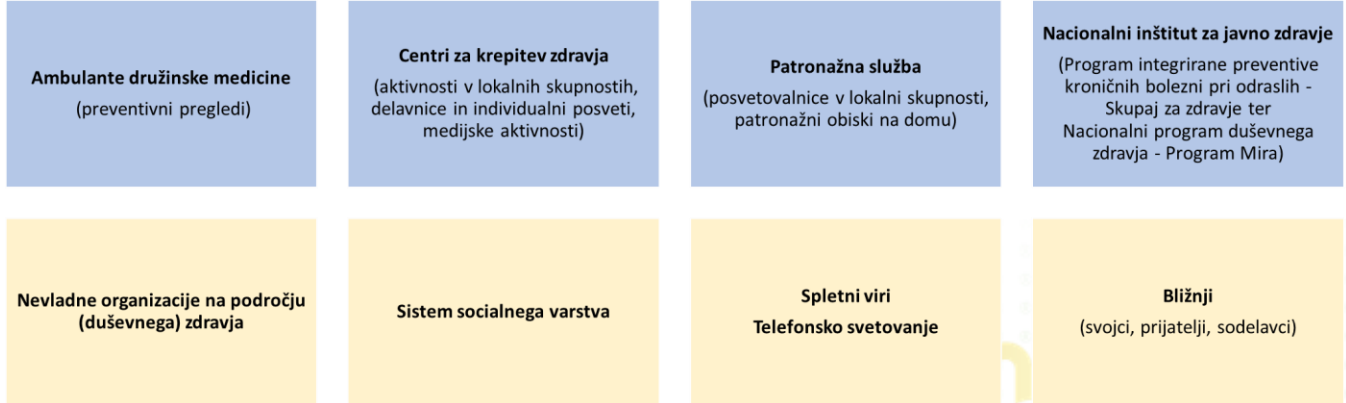 Ambulante družinske medicine
(preventivni pregledi)
Centri za krepitev zdravja
(aktivnosti v lokalnih skupnostih,
delavnice in individualni posveti,
medijske aktivnosti)
Patronažna služba
(posvetovalnice v lokalni skupnosti,
patronažni obiski na domu)
Nacionalni inštitut za javno zdravje
(Program integrirane preventive
kroničnih bolezni pri odraslih -
Skupaj za zdravje ter
Nacionalni program duševnega
zdravja - Program Mira)
Nevladne organizacije na področju
(duševnega) zdravja
Sistem socialnega varstva
Spletni viri
Telefonsko svetovanje
Bližnji
(svojci, prijatelji, sodelavci)